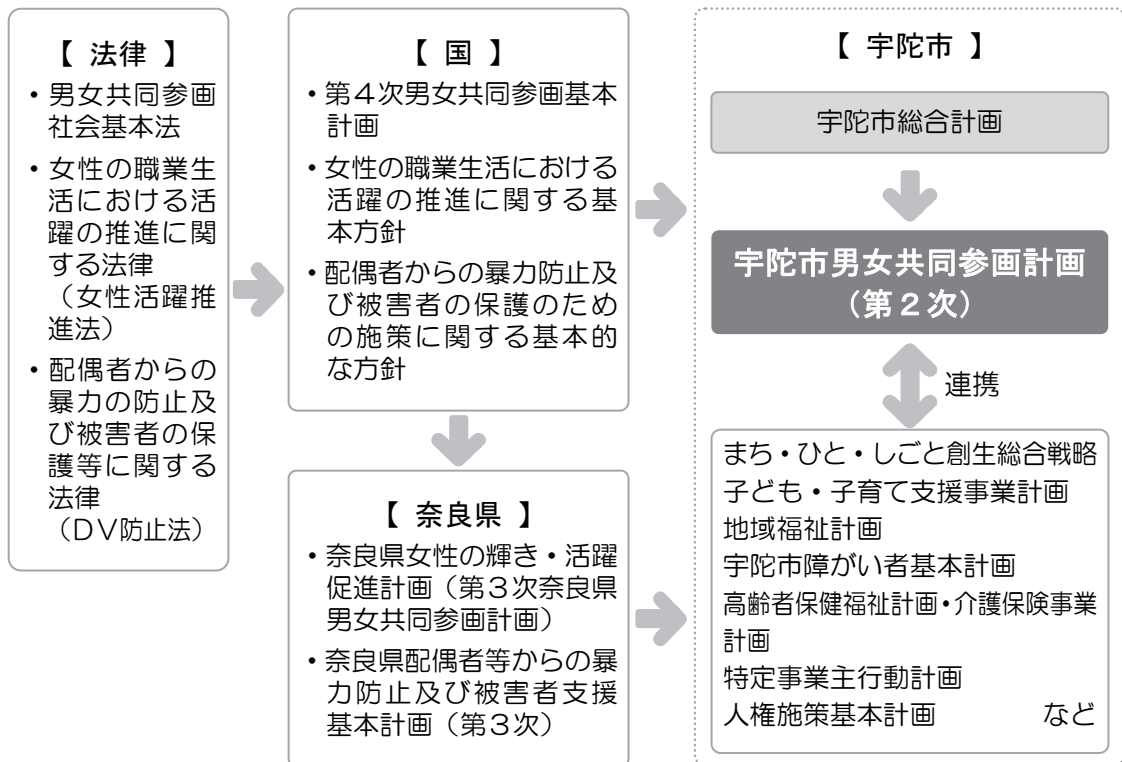 【 法律 】
・男女共同参画
社会基本法
・女性の職業生
活における活
躍の推進に関
する法律
（女性活躍推
進法）
・配偶者からの
暴力の防止及
び被害者の保
護等に関する
法律
（DV防止法）
【 国 】
・第4次男女共同参画基本
計画
・女性の職業生活における
活躍の推進に関する基
本方針
・配偶者からの暴力防止及
び被害者の保護のため
の施策に関する基本的
な方針
【 奈良県 】
・奈良県女性の輝き・活躍
促進計画（第3次奈良県
男女共同参画計画）
・奈良県配偶者等からの暴
力防止及び被害者支援
基本計画（第3次）
【 宇陀市 】
宇陀市総合計画
宇陀市男女共同参画計画
（第2次）
連携
まち・ひと・しごと創生総合戦略
子ども・子育て支援事業計画
地域福祉計画
宇陀市障がい者基本計画
高齢者保健福祉計画・介護保険事業
計画
特定事業主行動計画
人権施策基本計画　など